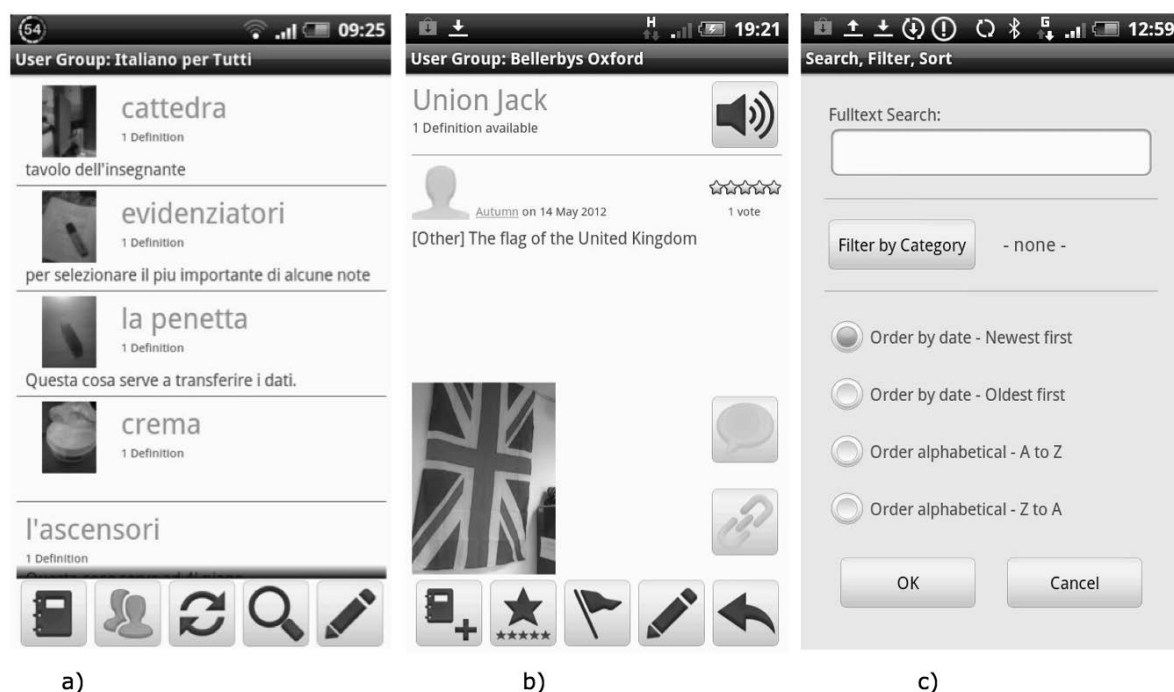 54
09:25
User Group: Italiano per Tutti
cattedra
1 Definition
tavolo dell'insegnante
evidenziatori
1 Definition
per selezionare il piu importante di alcune note
la penetta
1 Definition
Questa cosa serve a transferire i dati.
crema
1 Definition
l'ascensori
1 Definition
a)
H
19:21
User Group: Bellerbys Oxford
Union Jack
1 Definition available
Autumn on 14 May 2012
1 vote
[Other] The flag of the United Kingdom
b)
G
12:59
Search, Filter, Sort
Fulltext Search:
Filter by Category
- none -
Order by date - Newest first
Order by date - Oldest first
Order alphabetical - A to Z
Order alphabetical - Z to A
OK
Cancel
c)